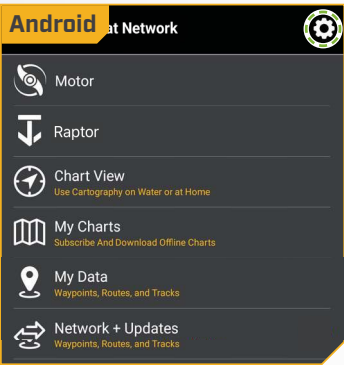 Android at Network
Motor
Raptor
Chart View
Use Cartography on Water or at Home
My Charts
Subscribe And Download Offline Charts
My Data
Waypoints, Routes, and Tracks
Network + Updates
Waypoints, Routes, and Tracks